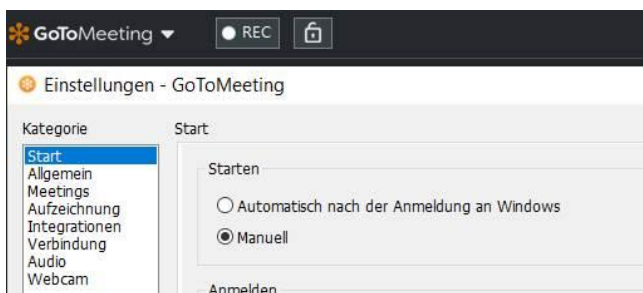 GoToMeeting
REC
Einstellungen - GoToMeeting
Kategorie
Start
Start
Allgemein
Meetings
Aufzeichnung
Integrationen
Verbindung
Audio
Webcam
Starten
Automatisch nach der Anmeldung an Windows
Manuell
Anmelden